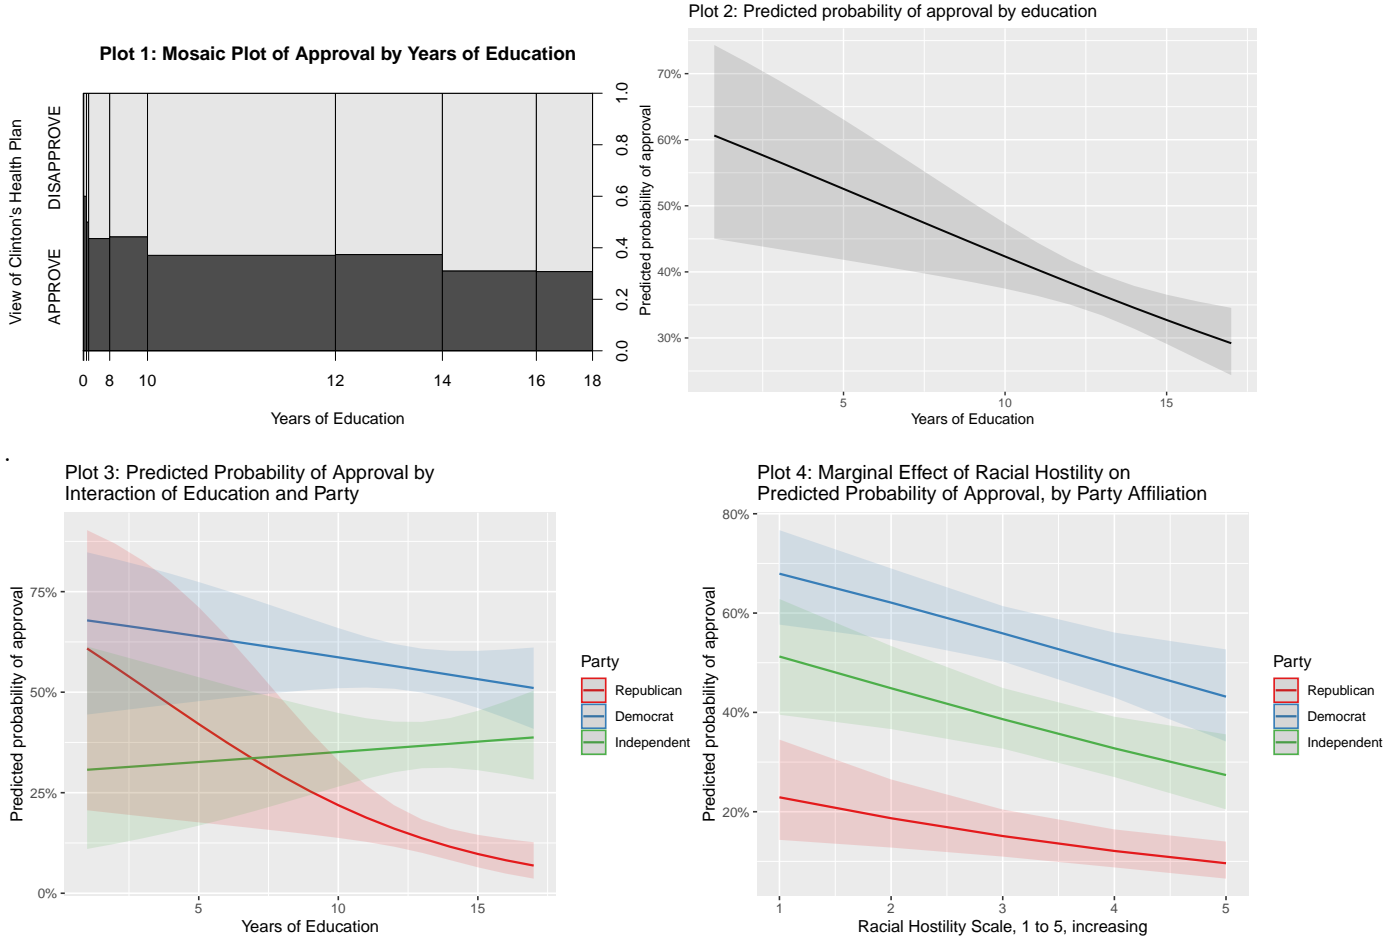 Plot 1: Mosaic Plot of Approval by Years of Education
View of Clinton's Health Plan
APPROVE
DISAPPROVE
0.0
0.2
0.4
0.6
0.8
1.0
0 8 10 12 14 16 18
Years of Education
Plot 2: Predicted probability of approval by education
Predicted probability of approval
70%
60%
50%
40%
30%
5 10 15
Years of Education
.
Plot 3: Predicted Probability of Approval by
Interaction of Education and Party
Predicted probability of approval
75%
50%
25%
0%
5 10 15
Years of Education
Party
Republican
Democrat
Independent
Plot 4: Marginal Effect of Racial Hostility on
Predicted Probability of Approval, by Party Affiliation
Predicted probability of approval
80%
60%
40%
20%
1 2 3 4 5
Racial Hostility Scale, 1 to 5, increasing
Party
Republican
Democrat
Independent